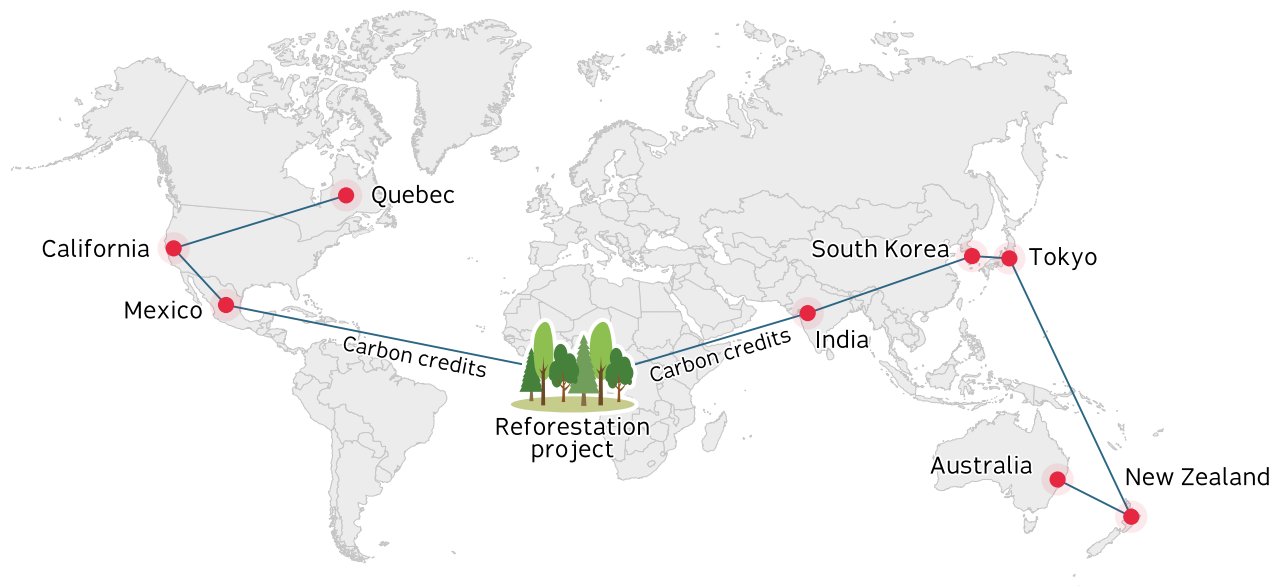 Quebec
California
South Korea
Tokyo
Mexico
India
Carbon credits
Carbon credits
Reforestation
project
Australia
New Zealand